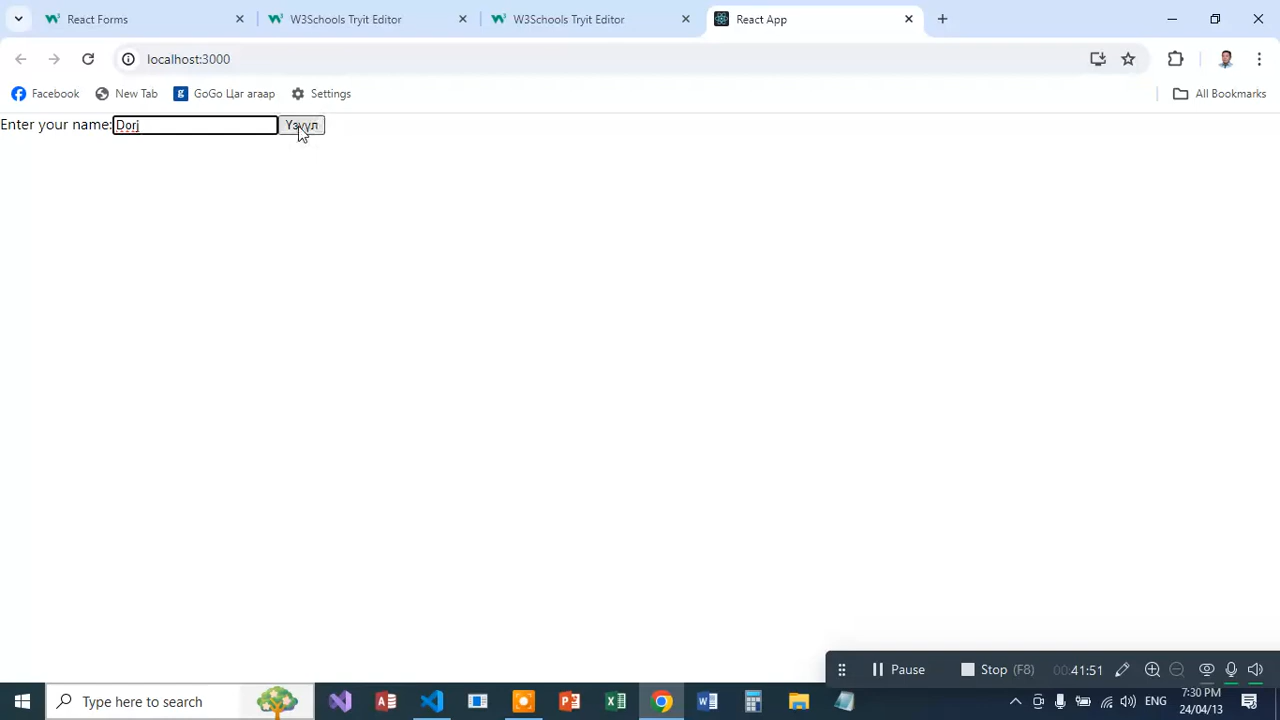 React Forms
W3Schools Tryit Editor
W3Schools Tryit Editor
React App
localhost:3000
Facebook
New Tab
g GoGo Цаг агаар
Settings
All Bookmarks
Enter your name:
Dorj
Үзүүл
Pause
Stop (F8)
00:41:51
Type here to search
ENG
7:30 PM
24/04/13